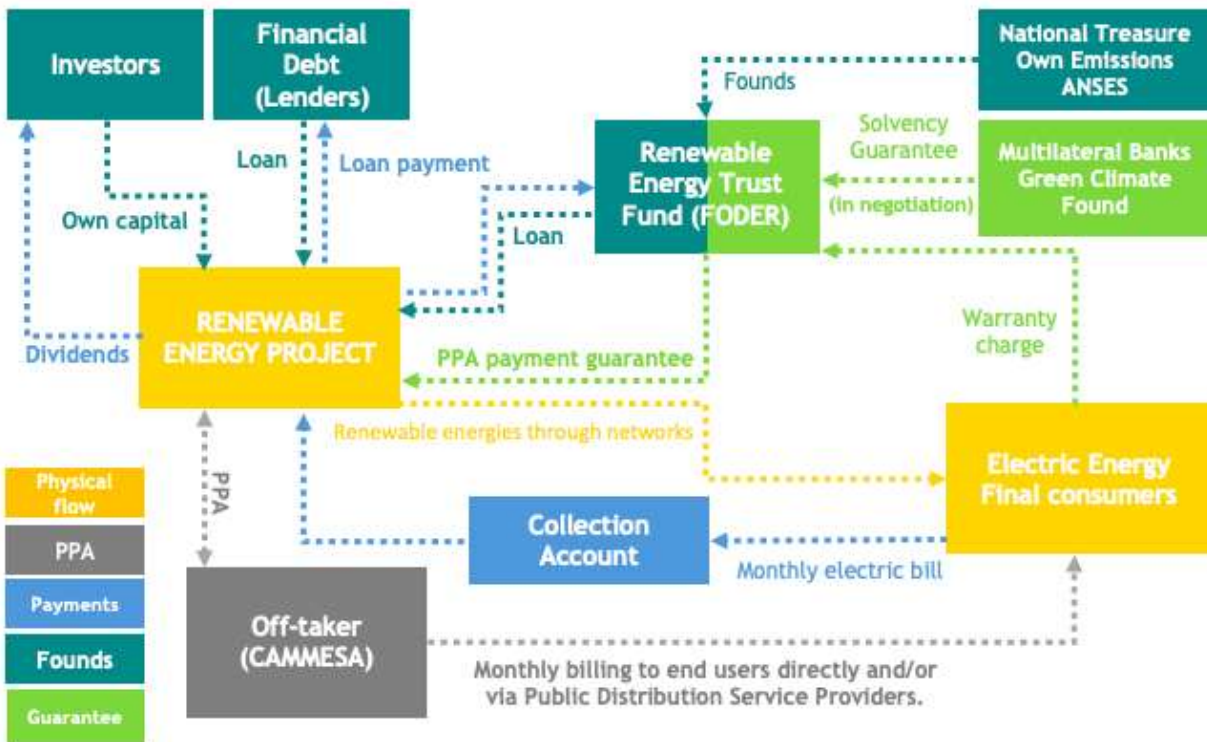 Investors
Financial
Debt
(Lenders)
National Treasure
Own Emissions
ANSES
Founds
Solvency
Guarantee
(in negotiation)
Multilateral Banks
Green Climate
Found
Renewable
Energy Trust
Fund (FODER)
Loan
Loan payment
Own capital
Loan
RENEWABLE
ENERGY PROJECT
Dividends
PPA payment guarantee
Warranty
charge
Renewable energies through networks
Electric Energy
Final consumers
PPA
Collection
Account
Monthly electric bill
Off-taker
(CAMMESA)
Monthly billing to end users directly and/or
via Public Distribution Service Providers.
Physical
flow
PPA
Payments
Founds
Guarantee